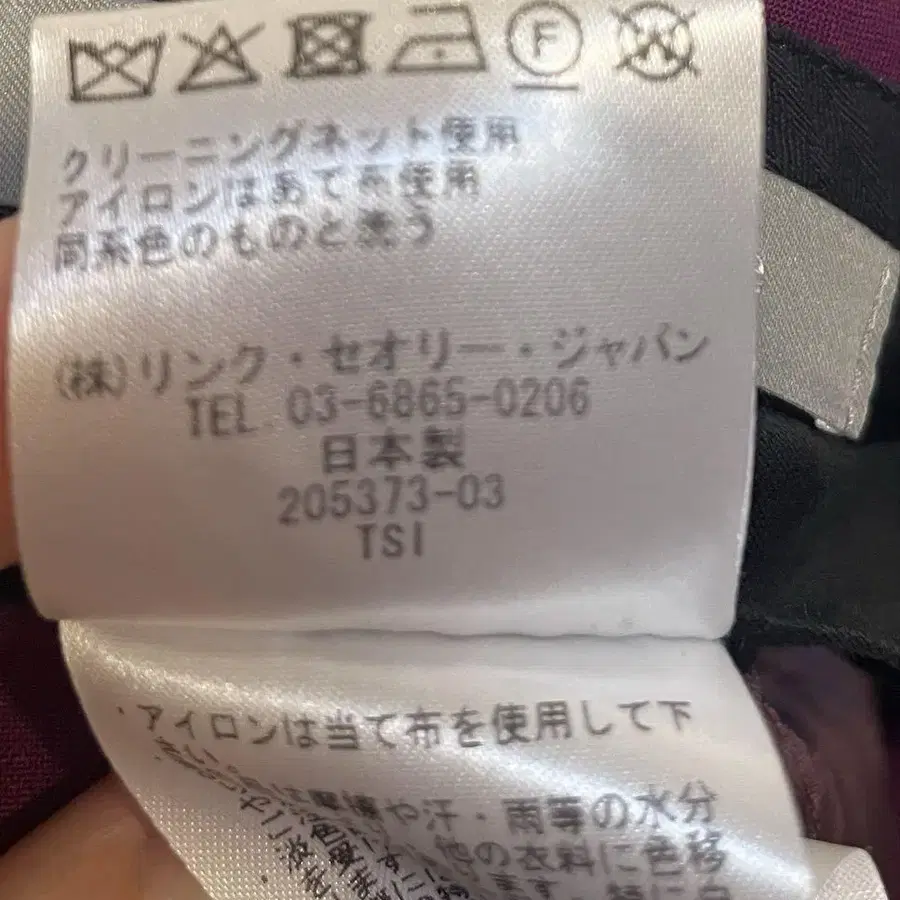 F W
クリーニングネット使用
アイロンはあて布使用
同系色のものと洗う
(株)リンク・セオリー・ジャパン
TEL 03-6865-0206
日本製
205373-03
TSI
・アイロンは当て布を使用して下
摩擦や汗・雨等の水分
他の衣料に色移